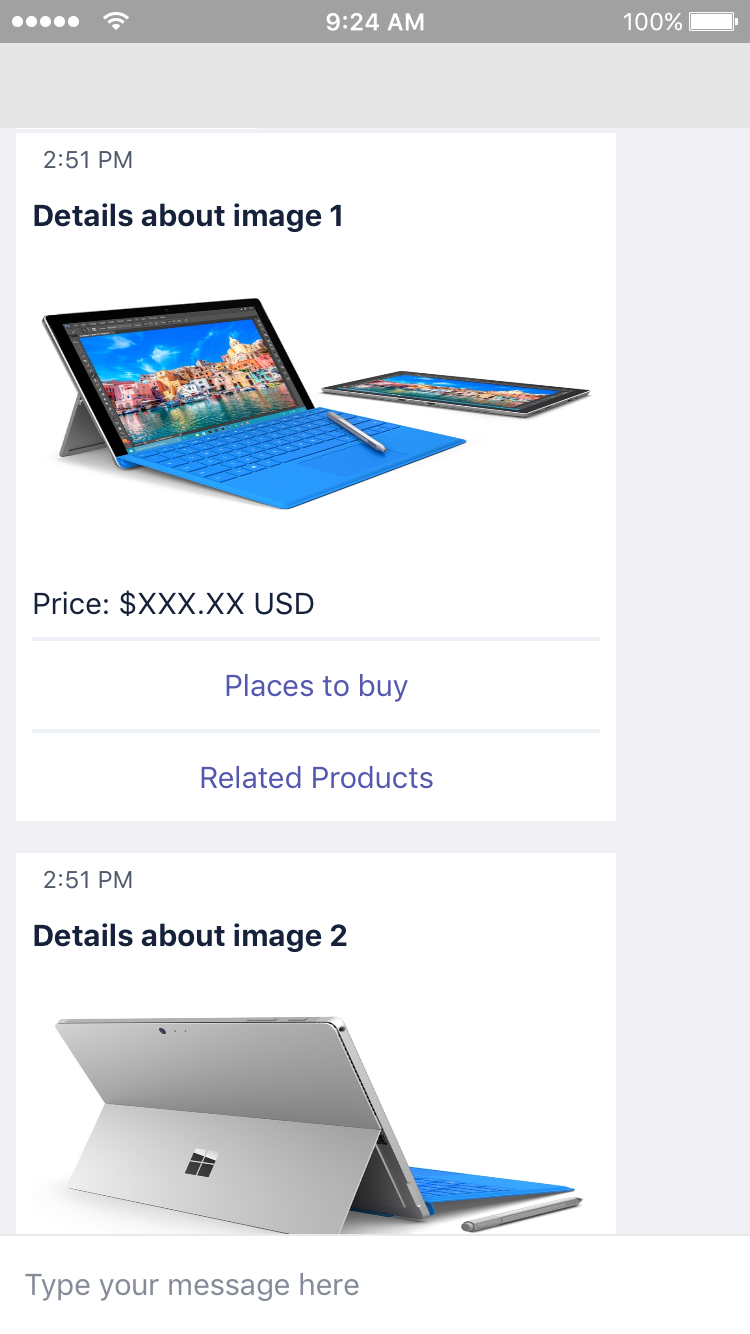 9:24 AM 100%
2:51 PM
Details about image 1
Price: $XXX.XX USD
Places to buy
Related Products
2:51 PM
Details about image 2
Type your message here